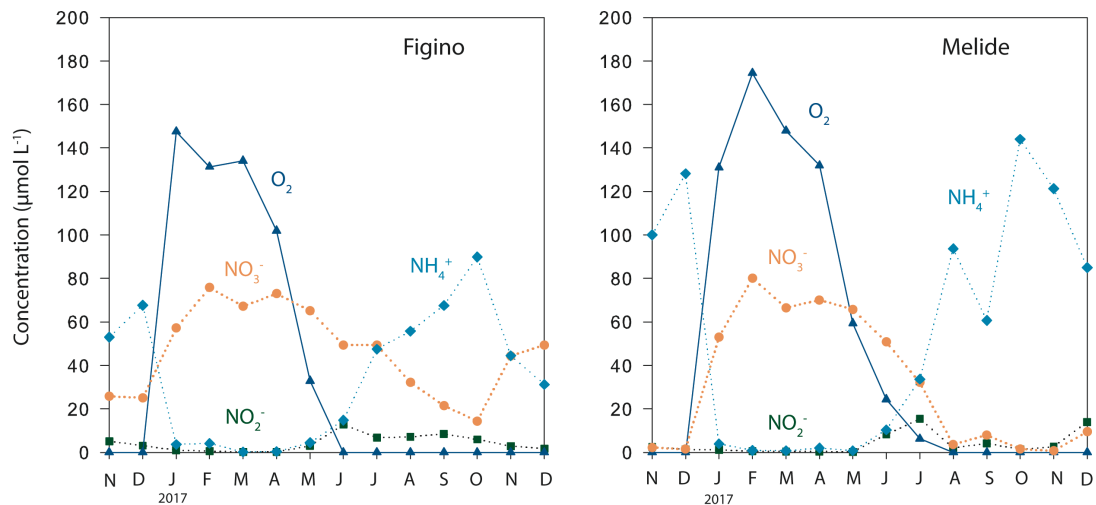 Figino
Concentration (μmol L⁻¹)
200
180
160
140
120
100
80
60
40
20
0
O₂
NO₃⁻
NH₄⁺
NO₂⁻
N D J F M A M J J A S O N D
2017
Melide
200
180
160
140
120
100
80
60
40
20
0
O₂
NH₄⁺
NO₃⁻
NO₂⁻
N D J F M A M J J A S O N D
2017